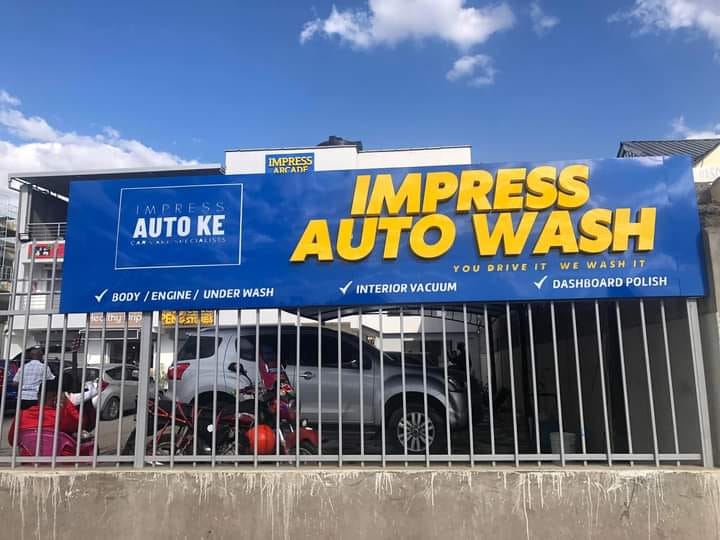 IMPRESS
ARCADE
IMPRESS
AUTO KE
CAR CARE SPECIALISTS
IMPRESS
AUTO WASH
YOU DRIVE IT WE WASH IT
✓ BODY / ENGINE / UNDER WASH
✓ INTERIOR VACUUM
✓ DASHBOARD POLISH